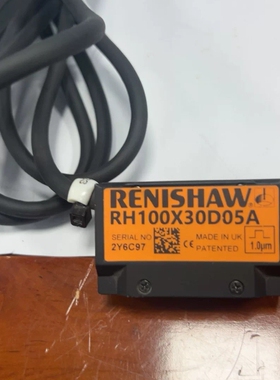 RENISHAW
RH100X30D05A
SERIAL NO
2Y6C97
MADE IN UK
PATENTED
1.0µm